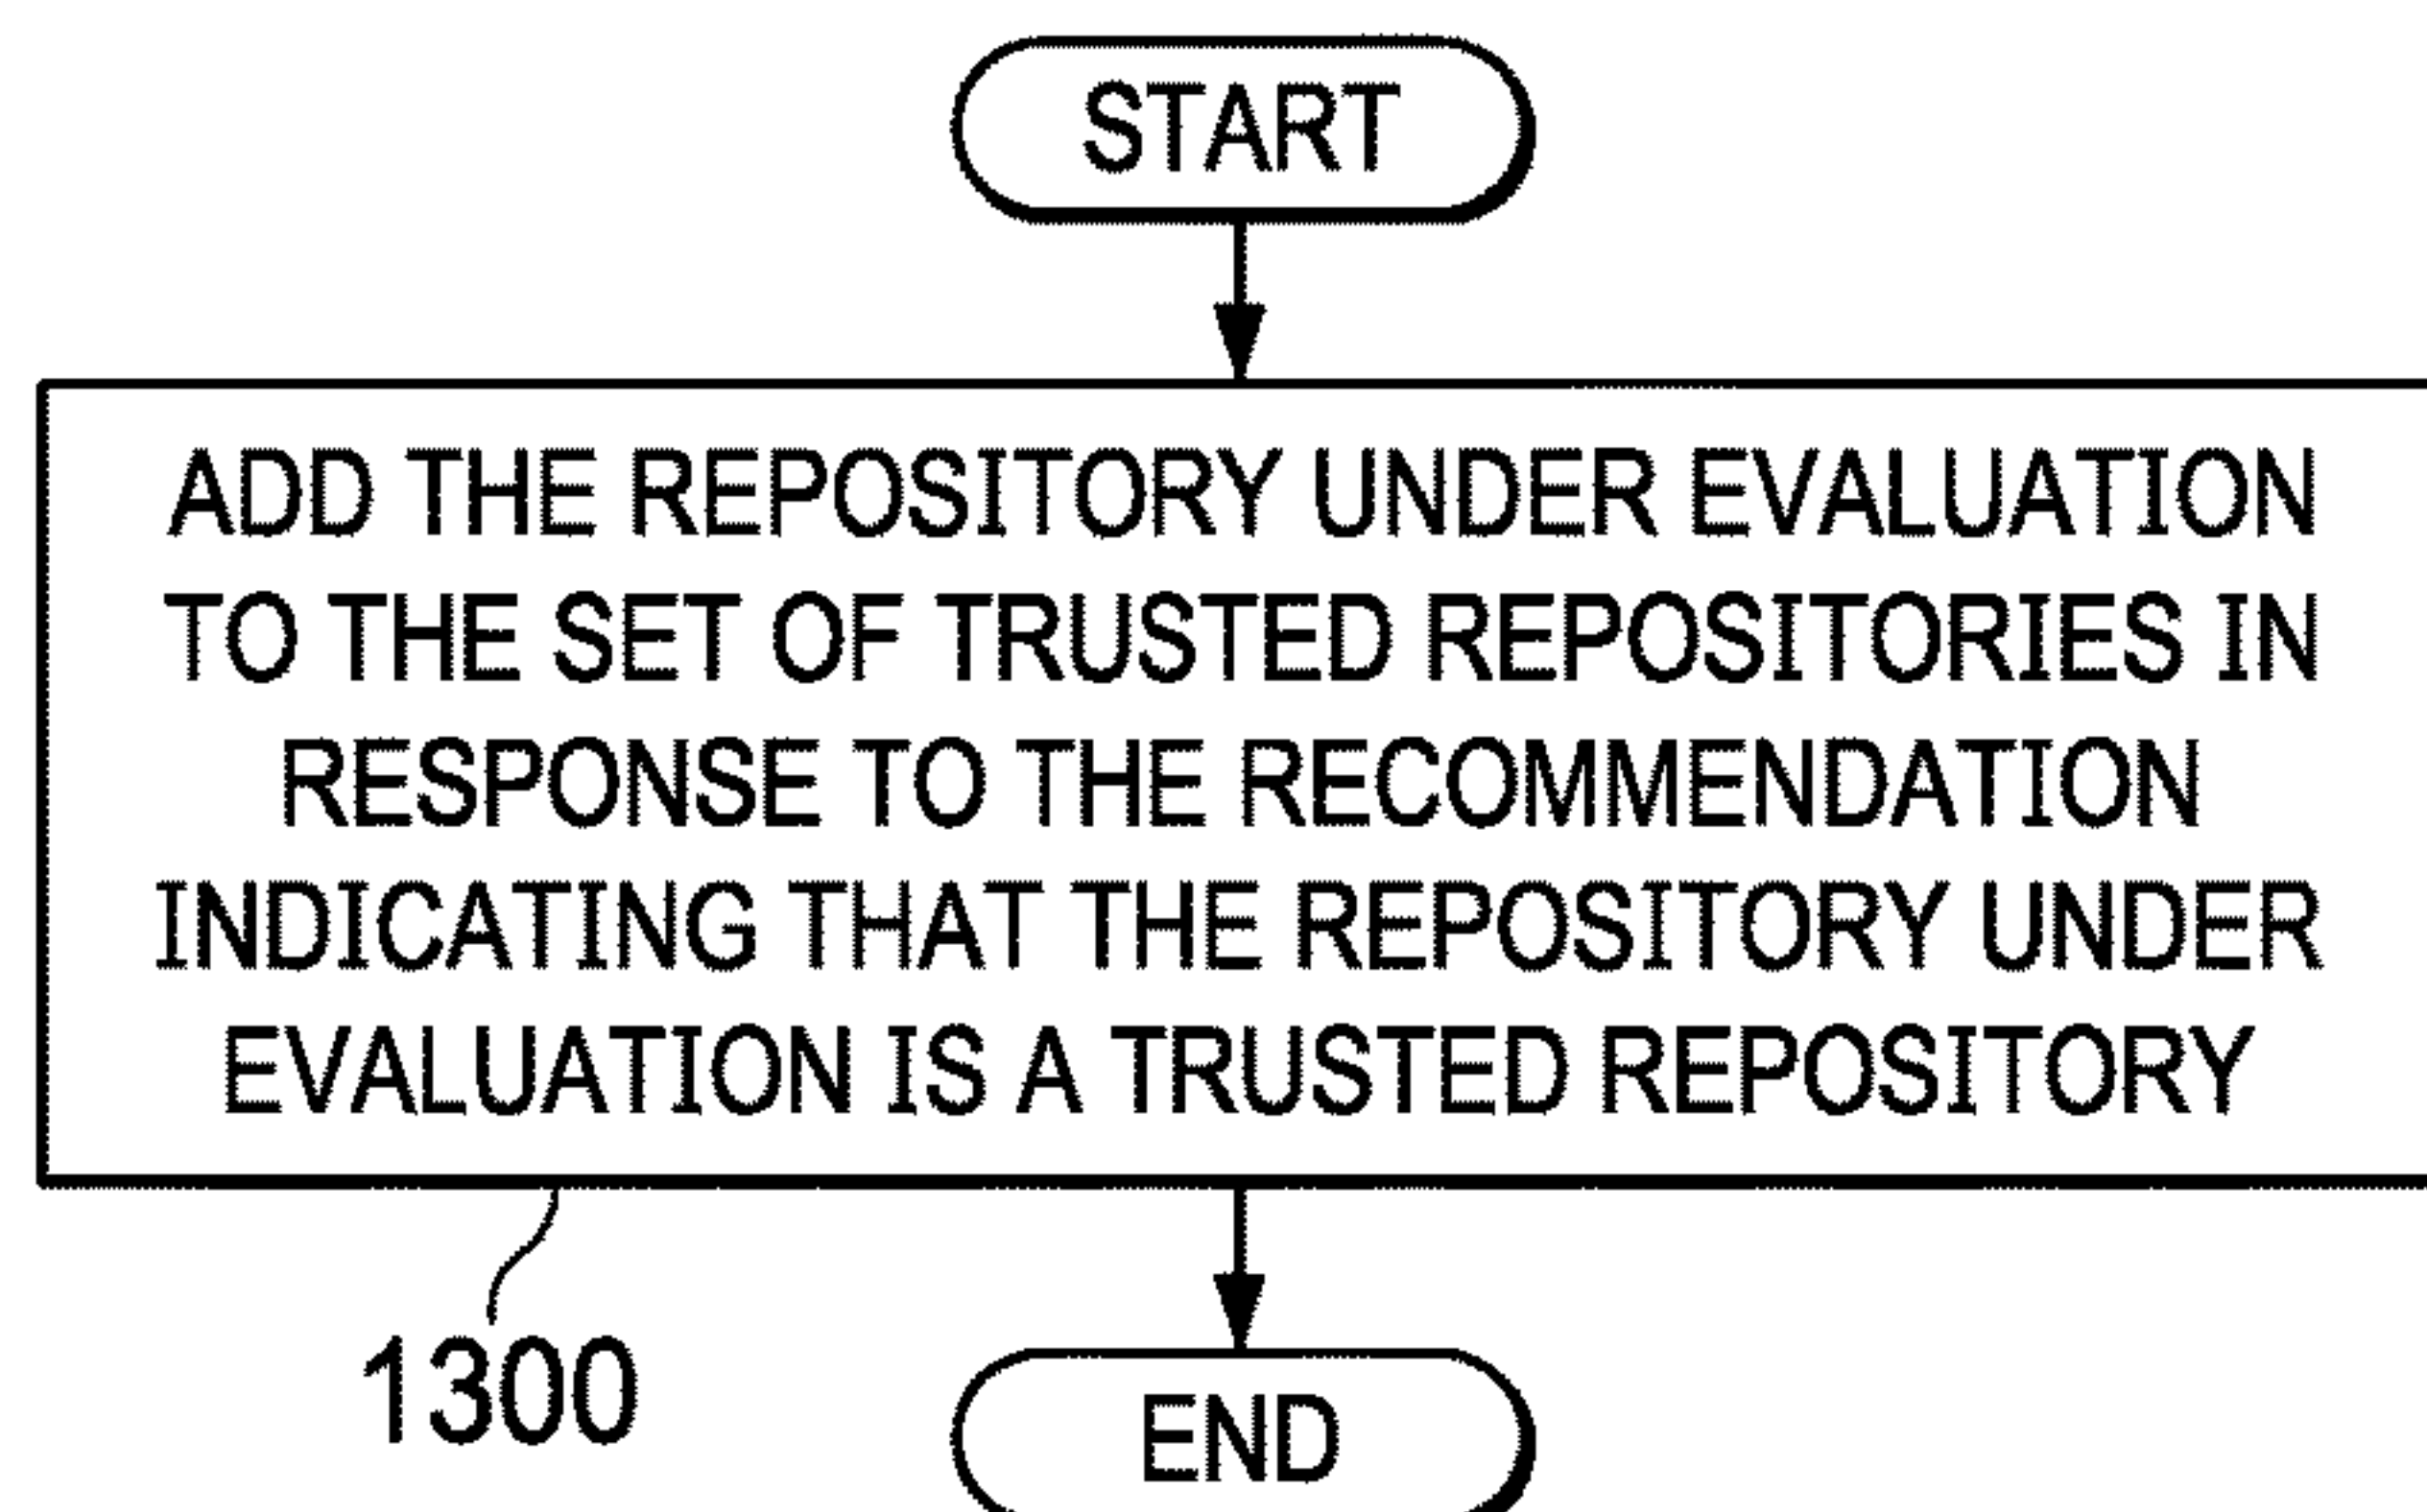 START
ADD THE REPOSITORY UNDER EVALUATION
TO THE SET OF TRUSTED REPOSITORIES IN
RESPONSE TO THE RECOMMENDATION
INDICATING THAT THE REPOSITORY UNDER
EVALUATION IS A TRUSTED REPOSITORY
1300
END